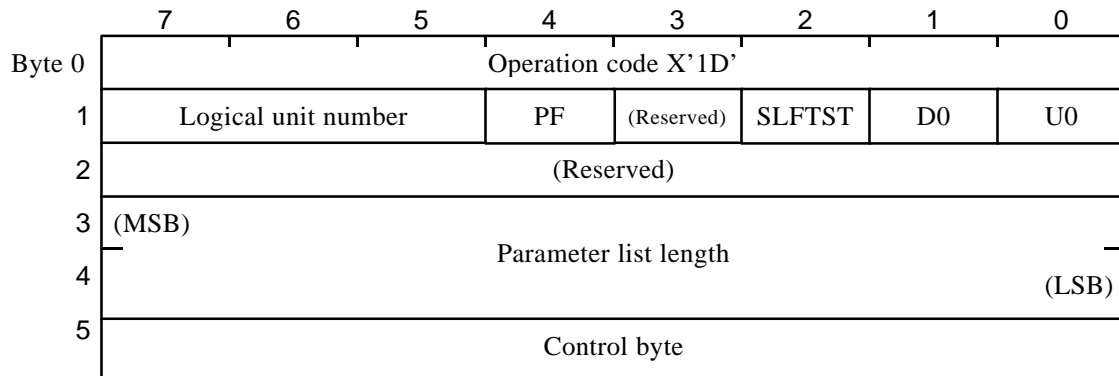 7 6 5 4 3 2 1 0
Byte 0 Operation code X’1D’
1 Logical unit number PF (Reserved) SLFTST D0 U0
2 (Reserved)
3 (MSB)
Parameter list length
4 (LSB)
5 Control byte